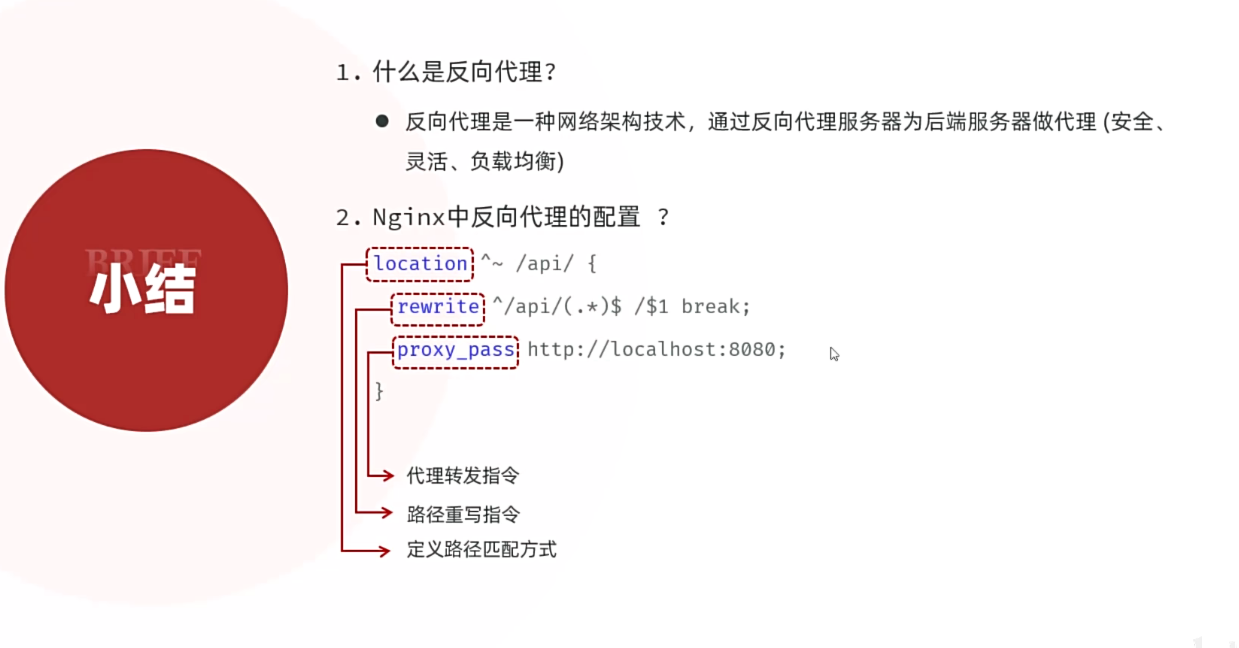 1. 什么是反向代理?
● 反向代理是一种网络架构技术，通过反向代理服务器为后端服务器做代理 (安全、
灵活、负载均衡)
BRIEF
小结
2. Nginx中反向代理的配置 ?
location ^~ /api/ {
rewrite ^/api/(.*)$ /$1 break;
proxy_pass http://localhost:8080;
}
代理转发指令
路径重写指令
定义路径匹配方式